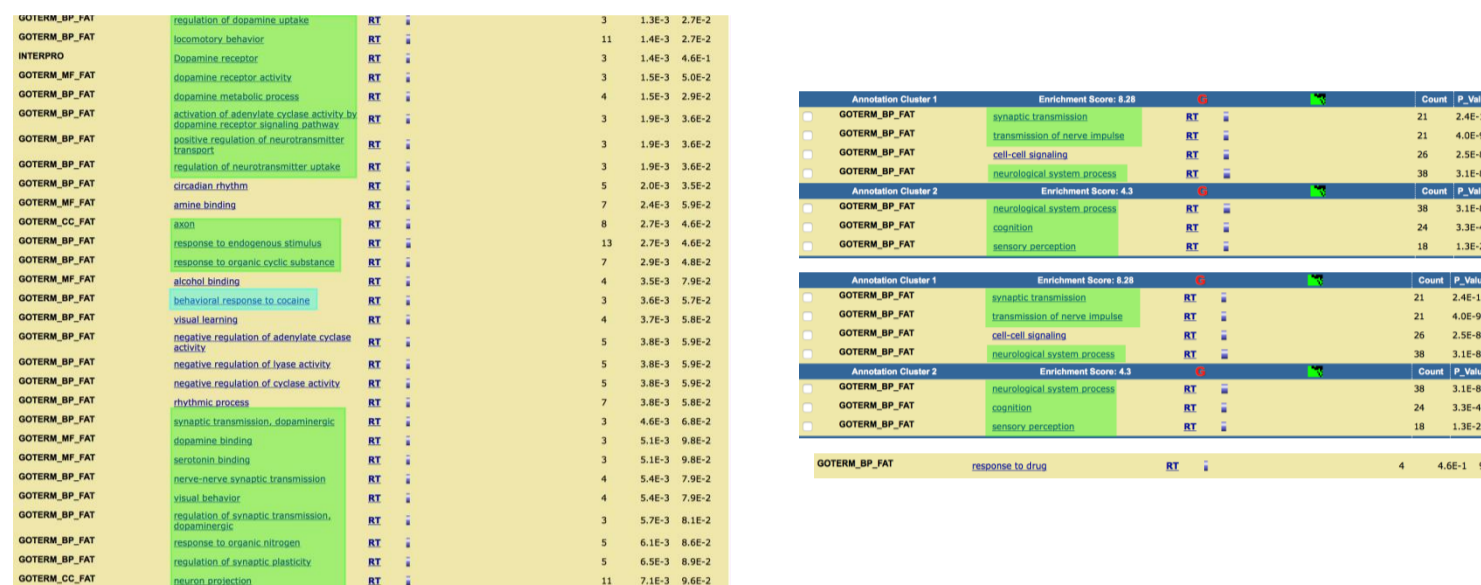 GOTERM_BP_FAT regulation of dopamine uptake RT 3 1.3E-3 2.7E-2
GOTERM_BP_FAT locomotory behavior RT 11 1.4E-3 2.7E-2
INTERPRO Dopamine receptor RT 3 1.4E-3 4.6E-1
GOTERM_MF_FAT dopamine receptor activity RT 3 1.5E-3 5.0E-2
GOTERM_BP_FAT dopamine metabolic process RT 4 1.5E-3 2.9E-2
GOTERM_BP_FAT activation of adenylate cyclase activity by
dopamine receptor signaling pathway RT 3 1.9E-3 3.6E-2
GOTERM_BP_FAT positive regulation of neurotransmitter
transport RT 3 1.9E-3 3.6E-2
GOTERM_BP_FAT regulation of neurotransmitter uptake RT 3 1.9E-3 3.6E-2
GOTERM_BP_FAT circadian rhythm RT 5 2.0E-3 3.5E-2
GOTERM_MF_FAT amine binding RT 7 2.4E-3 5.9E-2
GOTERM_CC_FAT axon RT 8 2.7E-3 4.6E-2
GOTERM_BP_FAT response to endogenous stimulus RT 13 2.7E-3 4.6E-2
GOTERM_BP_FAT response to organic cyclic substance RT 7 2.9E-3 4.8E-2
GOTERM_MF_FAT alcohol binding RT 4 3.5E-3 7.9E-2
GOTERM_BP_FAT behavioral response to cocaine RT 3 3.6E-3 5.7E-2
GOTERM_BP_FAT visual learning RT 4 3.7E-3 5.8E-2
GOTERM_BP_FAT negative regulation of adenylate cyclase
activity RT 5 3.8E-3 5.9E-2
GOTERM_BP_FAT negative regulation of lyase activity RT 5 3.8E-3 5.9E-2
GOTERM_BP_FAT negative regulation of cyclase activity RT 5 3.8E-3 5.9E-2
GOTERM_BP_FAT rhythmic process RT 7 3.8E-3 5.8E-2
GOTERM_BP_FAT synaptic transmission, dopaminergic RT 3 4.6E-3 6.8E-2
GOTERM_MF_FAT dopamine binding RT 3 5.1E-3 9.8E-2
GOTERM_MF_FAT serotonin binding RT 3 5.1E-3 9.8E-2
GOTERM_BP_FAT nerve-nerve synaptic transmission RT 4 5.4E-3 7.9E-2
GOTERM_BP_FAT visual behavior RT 4 5.4E-3 7.9E-2
GOTERM_BP_FAT regulation of synaptic transmission,
dopaminergic RT 3 5.7E-3 8.1E-2
GOTERM_BP_FAT response to organic nitrogen RT 5 6.1E-3 8.6E-2
GOTERM_BP_FAT regulation of synaptic plasticity RT 5 6.5E-3 8.9E-2
GOTERM_CC_FAT neuron projection RT 11 7.1E-3 9.6E-2
Annotation Cluster 1 Enrichment Score: 8.28 G Count P_Val
GOTERM_BP_FAT synaptic transmission RT 21 2.4E-
GOTERM_BP_FAT transmission of nerve impulse RT 21 4.0E-
GOTERM_BP_FAT cell-cell signaling RT 26 2.5E-
GOTERM_BP_FAT neurological system process RT 38 3.1E-
Annotation Cluster 2 Enrichment Score: 4.3 G Count P_Val
GOTERM_BP_FAT neurological system process RT 38 3.1E-
GOTERM_BP_FAT cognition RT 24 3.3E-
GOTERM_BP_FAT sensory perception RT 18 1.3E-
Annotation Cluster 1 Enrichment Score: 8.28 G Count P_Valu
GOTERM_BP_FAT synaptic transmission RT 21 2.4E-1
GOTERM_BP_FAT transmission of nerve impulse RT 21 4.0E-9
GOTERM_BP_FAT cell-cell signaling RT 26 2.5E-8
GOTERM_BP_FAT neurological system process RT 38 3.1E-8
Annotation Cluster 2 Enrichment Score: 4.3 G Count P_Valu
GOTERM_BP_FAT neurological system process RT 38 3.1E-8
GOTERM_BP_FAT cognition RT 24 3.3E-4
GOTERM_BP_FAT sensory perception RT 18 1.3E-2
GOTERM_BP_FAT response to drug RT 4 4.6E-1